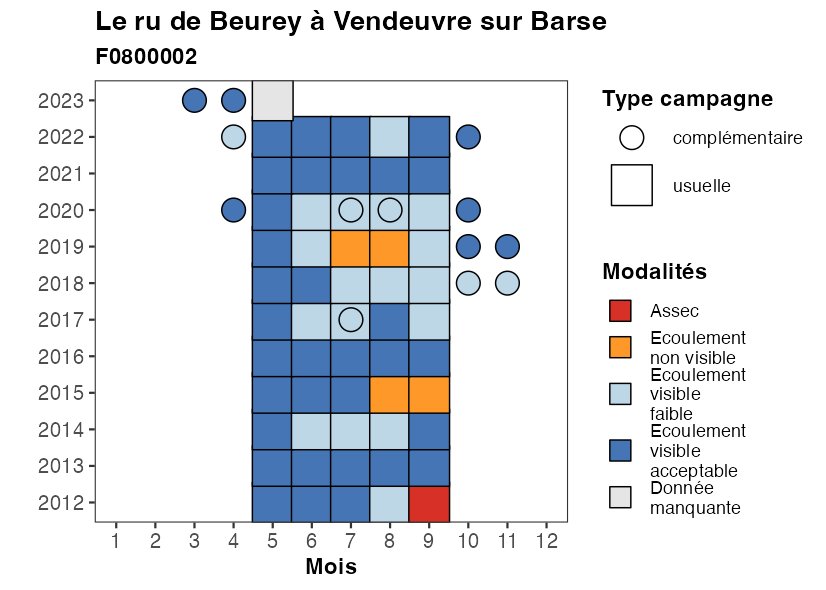 Le ru de Beurey à Vendeuvre sur Barse
F0800002
2023
2022
2021
2020
2019
2018
2017
2016
2015
2014
2013
2012
1 2 3 4 5 6 7 8 9 10 11 12
Mois
Type campagne
complémentaire
usuelle
Modalités
Assec
Ecoulement
non visible
Ecoulement
visible
faible
Ecoulement
visible
acceptable
Donnée
manquante